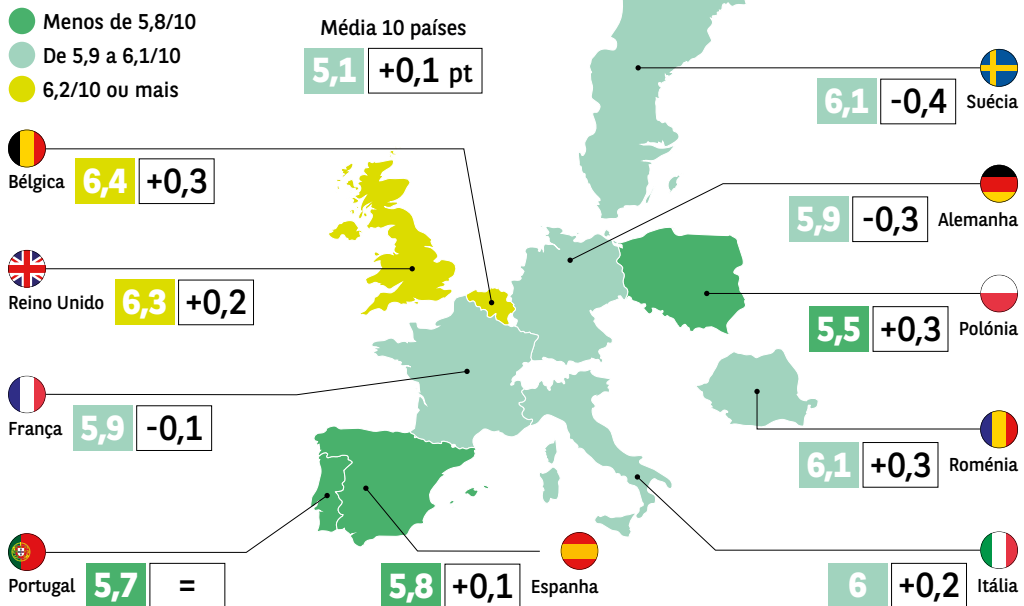 Menos de 5,8/10
De 5,9 a 6,1/10
6,2/10 ou mais
Média 10 países
5,1 +0,1 pt
6,1 -0,4 Suécia
Bélgica 6,4 +0,3
5,9 -0,3 Alemanha
Reino Unido 6,3 +0,2
5,5 +0,3 Polónia
França 5,9 -0,1
6,1 +0,3 Roménia
Portugal 5,7 =
5,8 +0,1 Espanha
6 +0,2 Itália